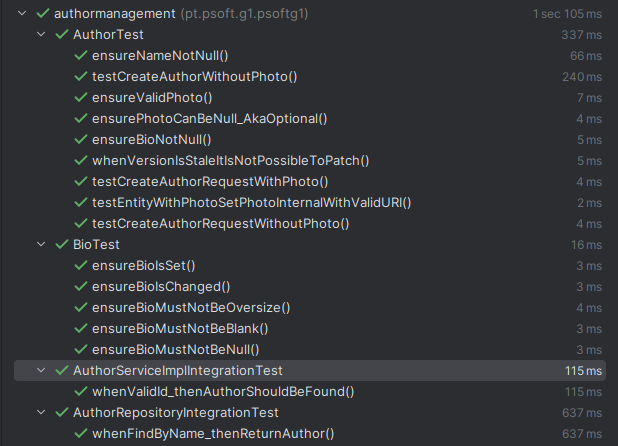 authormanagement (pt.psoft.g1.psoftg1) 1 sec 105 ms
AuthorTest 337 ms
ensureNameNotNull() 66 ms
testCreateAuthorWithoutPhoto() 240 ms
ensureValidPhoto() 7 ms
ensurePhotoCanBeNull_AkaOptional() 4 ms
ensureBioNotNull() 5 ms
whenVersionIsStaleItIsNotPossibleToPatch() 5 ms
testCreateAuthorRequestWithPhoto() 4 ms
testEntityWithPhotoSetPhotoInternalWithValidURI() 2 ms
testCreateAuthorRequestWithoutPhoto() 4 ms
BioTest 16 ms
ensureBioIsSet() 3 ms
ensureBioIsChanged() 3 ms
ensureBioMustNotBeOversize() 4 ms
ensureBioMustNotBeBlank() 3 ms
ensureBioMustNotBeNull() 3 ms
AuthorServiceImplIntegrationTest 115 ms
whenValidId_thenAuthorShouldBeFound() 115 ms
AuthorRepositoryIntegrationTest 637 ms
whenFindByName_thenReturnAuthor() 637 ms